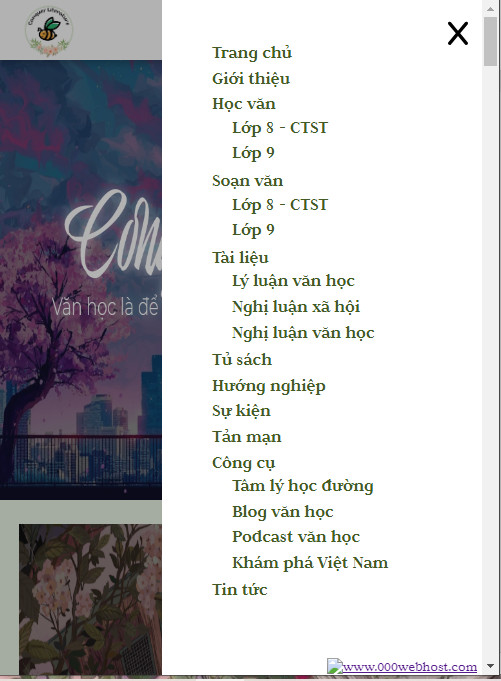 Conquer Literature
Con
Văn học là để
Trang chủ
Giới thiệu
Học văn
Lớp 8 - CTST
Lớp 9
Soạn văn
Lớp 8 - CTST
Lớp 9
Tài liệu
Lý luận văn học
Nghị luận xã hội
Nghị luận văn học
Tủ sách
Hướng nghiệp
Sự kiện
Tản mạn
Công cụ
Tâm lý học đường
Blog văn học
Podcast văn học
Khám phá Việt Nam
Tin tức
www.000webhost.com